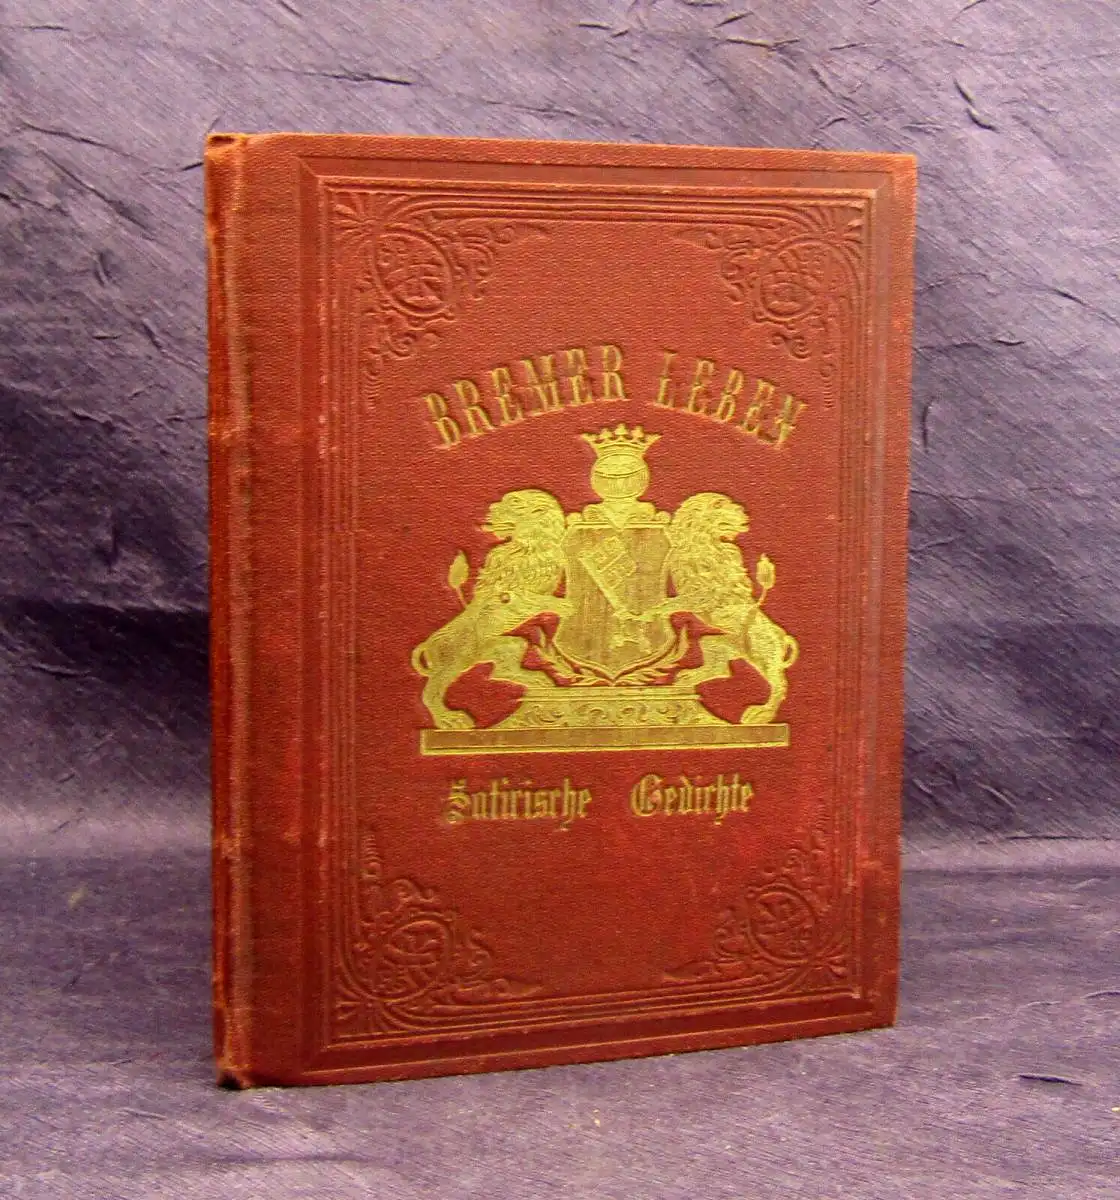 BREMER LEBEN
Satirische Gedichte